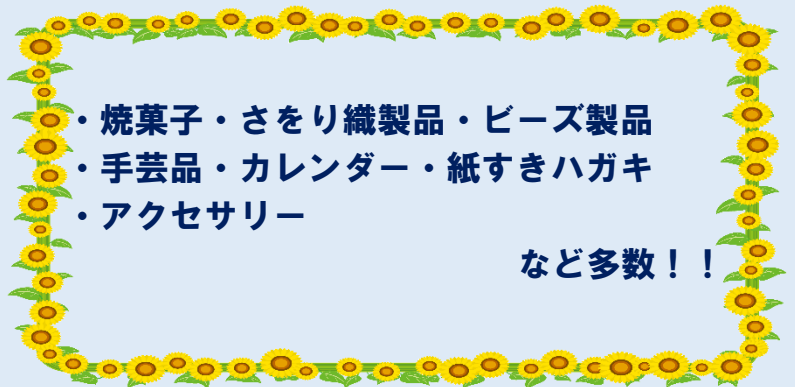 ・焼菓子・さをり織製品・ビーズ製品
・手芸品・カレンダー・紙すきハガキ
・アクセサリー
など多数！！